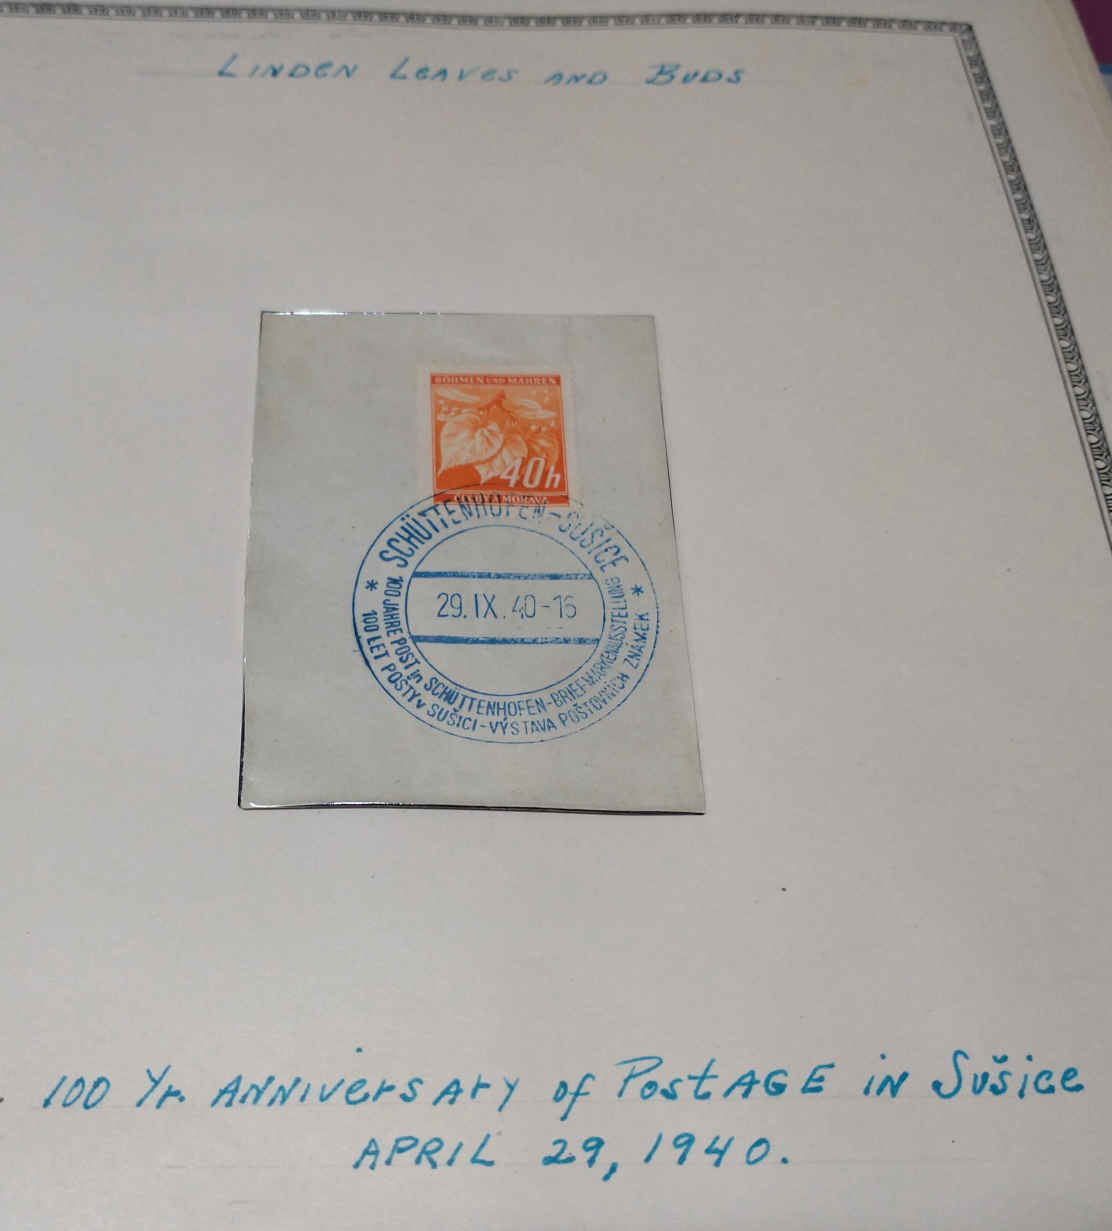 LINDEN LEAVES AND BUDS
BÖHMEN UND MÄHREN
40h
MORAVA
SCHÜTTENHOFEN-SUŠICE
29.IX.40-16
100 JAHRE POST in SCHÜTTENHOFEN-BRIEFMARKENAUSSTELLUNG
* 100 LET POŠTY v SUŠICI-VÝSTAVA POŠTOVNÍCH ZNÁMEK *
100 Yr. ANNIVERSARY of POSTAGE IN SUŠICE
APRIL 29, 1940.